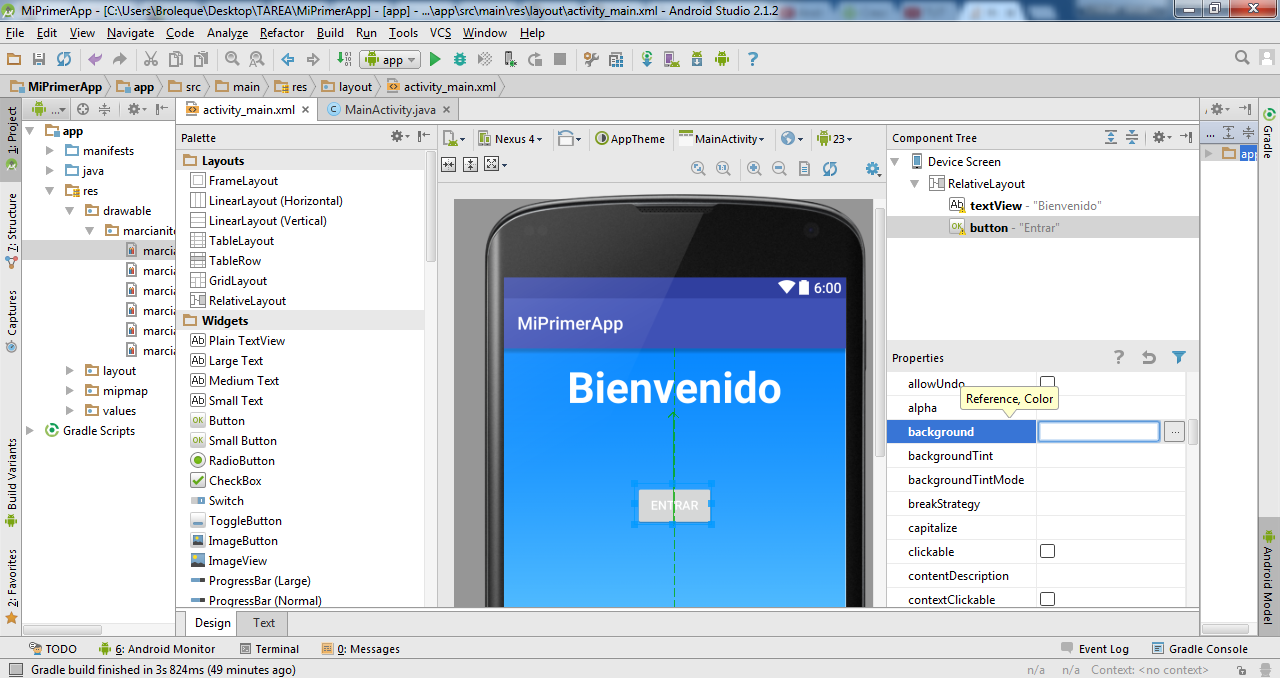 MiPrimerApp - [C:\Users\Broleque\Desktop\TAREA\MiPrimerApp] - [app] - ...\app\src\main\res\layout\activity_main.xml - Android Studio 2.1.2
File Edit View Navigate Code Analyze Refactor Build Run Tools VCS Window Help
app
MiPrimerApp app src main res layout activity_main.xml
1: Project
7: Structure
Captures
Build Variants
2: Favorites
...
app
manifests
java
res
drawable
marcianit
marcia
marcia
marcia
marcia
marcia
marcia
layout
mipmap
values
Gradle Scripts
activity_main.xml MainActivity.java
Palette
Layouts
FrameLayout
LinearLayout (Horizontal)
LinearLayout (Vertical)
TableLayout
TableRow
GridLayout
RelativeLayout
Widgets
Plain TextView
Large Text
Medium Text
Small Text
Button
Small Button
RadioButton
CheckBox
Switch
ToggleButton
ImageButton
ImageView
ProgressBar (Large)
ProgressBar (Normal)
Design Text
Nexus 4 AppTheme MainActivity 23
6:00
MiPrimerApp
Bienvenido
ENTRAR
Component Tree
Device Screen
RelativeLayout
textView - "Bienvenido"
button - "Entrar"
Properties
allowUndo
Reference, Color
alpha
background ...
backgroundTint
backgroundTintMode
breakStrategy
capitalize
clickable
contentDescription
contextClickable
...
app
Gradle
Android Model
TODO 6: Android Monitor Terminal 0: Messages Event Log Gradle Console
Gradle build finished in 3s 824ms (49 minutes ago) n/a n/a Context: <no context>